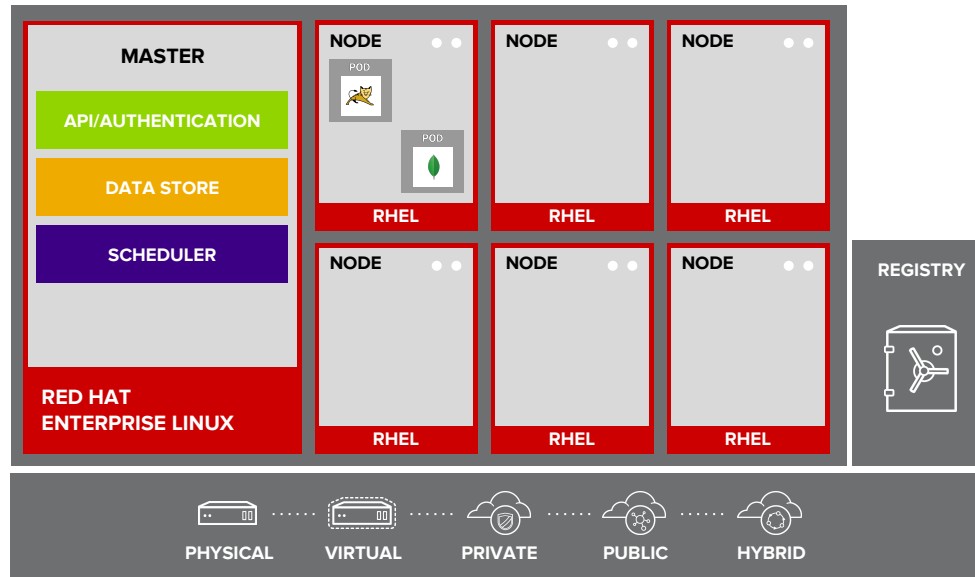 MASTER
API/AUTHENTICATION
DATA STORE
SCHEDULER
RED HAT
ENTERPRISE LINUX
NODE
POD
POD
RHEL
NODE
RHEL
NODE
RHEL
NODE
RHEL
NODE
RHEL
NODE
RHEL
REGISTRY
PHYSICAL
VIRTUAL
PRIVATE
PUBLIC
HYBRID